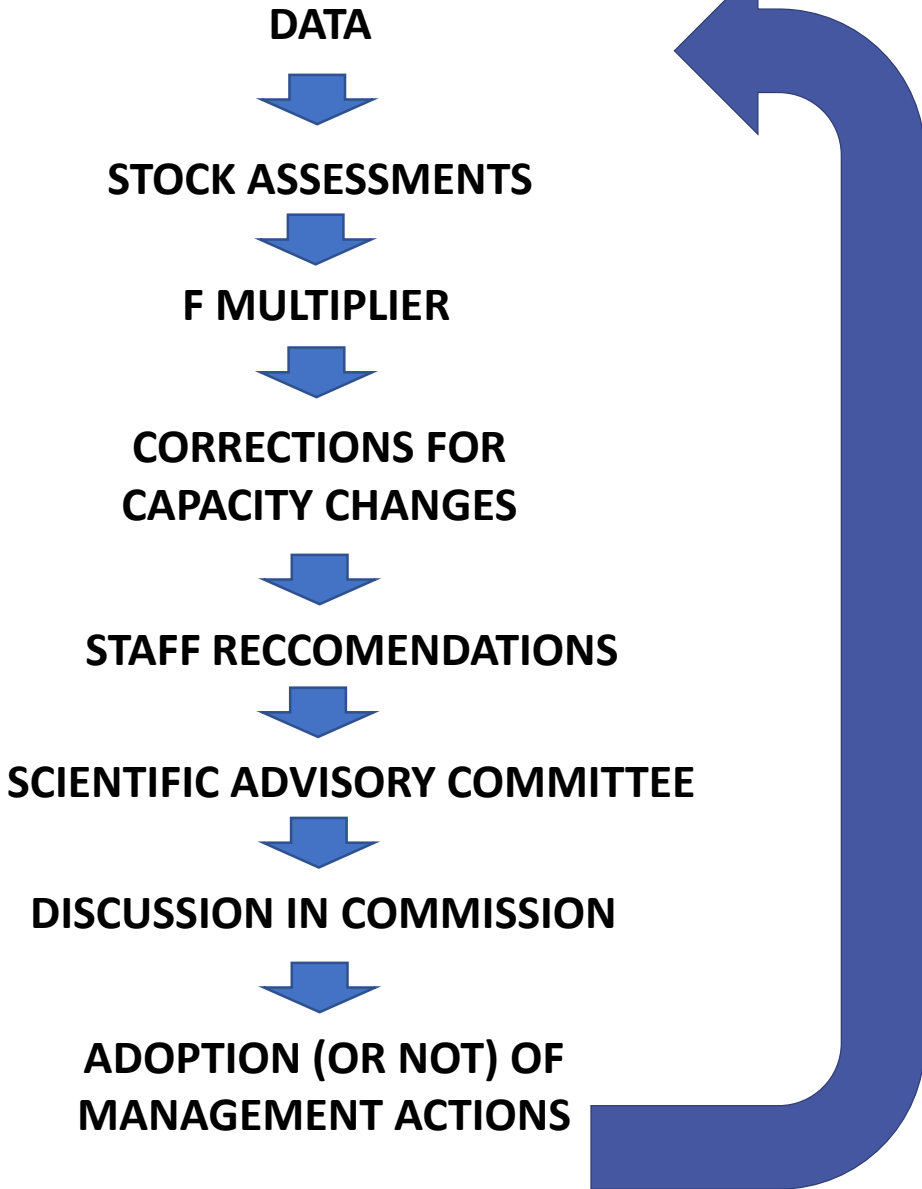 DATA
STOCK ASSESSMENTS
F MULTIPLIER
CORRECTIONS FOR
CAPACITY CHANGES
STAFF RECCOMENDATIONS
SCIENTIFIC ADVISORY COMMITTEE
DISCUSSION IN COMMISSION
ADOPTION (OR NOT) OF
MANAGEMENT ACTIONS